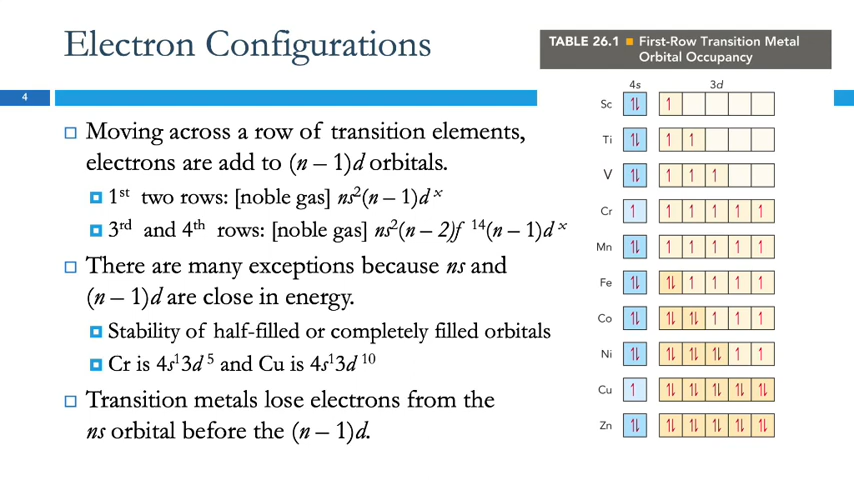 Electron Configurations
4
Moving across a row of transition elements,
electrons are add to (n – 1)d orbitals.
1st two rows: [noble gas] ns²(n – 1)dˣ
3rd and 4th rows: [noble gas] ns²(n – 2)f ¹⁴(n – 1)dˣ
There are many exceptions because ns and
(n – 1)d are close in energy.
Stability of half-filled or completely filled orbitals
Cr is 4s¹3d⁵ and Cu is 4s¹3d¹⁰
Transition metals lose electrons from the
ns orbital before the (n – 1)d.
TABLE 26.1 ■ First-Row Transition Metal
Orbital Occupancy
4s 3d
Sc ⥮ ↿
Ti ⥮ ↿ ↿
V ⥮ ↿ ↿ ↿
Cr ↿ ↿ ↿ ↿ ↿ ↿
Mn ⥮ ↿ ↿ ↿ ↿ ↿
Fe ⥮ ⥮ ↿ ↿ ↿ ↿
Co ⥮ ⥮ ⥮ ↿ ↿ ↿
Ni ⥮ ⥮ ⥮ ⥮ ↿ ↿
Cu ↿ ⥮ ⥮ ⥮ ⥮ ⥮
Zn ⥮ ⥮ ⥮ ⥮ ⥮ ⥮